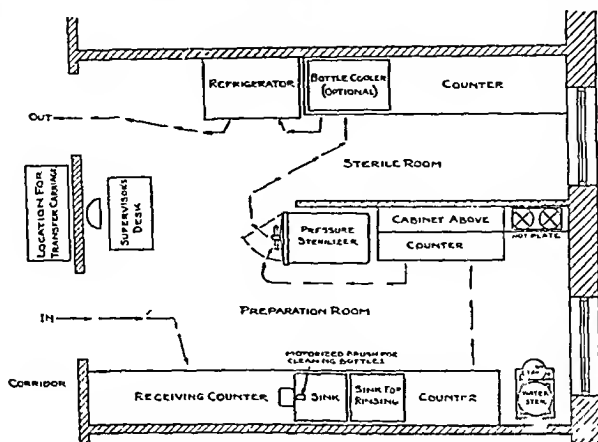 REFRIGERATOR
BOTTLE COOLER
(OPTIONAL)
COUNTER
OUT
STERILE ROOM
LOCATION FOR
TRANSFER CARRIAGE
SUPERVISOR'S
DESK
PRESSURE
STERILIZER
CABINET ABOVE
COUNTER
HOT PLATE
PREPARATION ROOM
IN
MOTORIZED BRUSH FOR
CLEANING BOTTLES
CORRIDOR
RECEIVING COUNTER
SINK
SINK FOR
RINSING
COUNTER
WATER